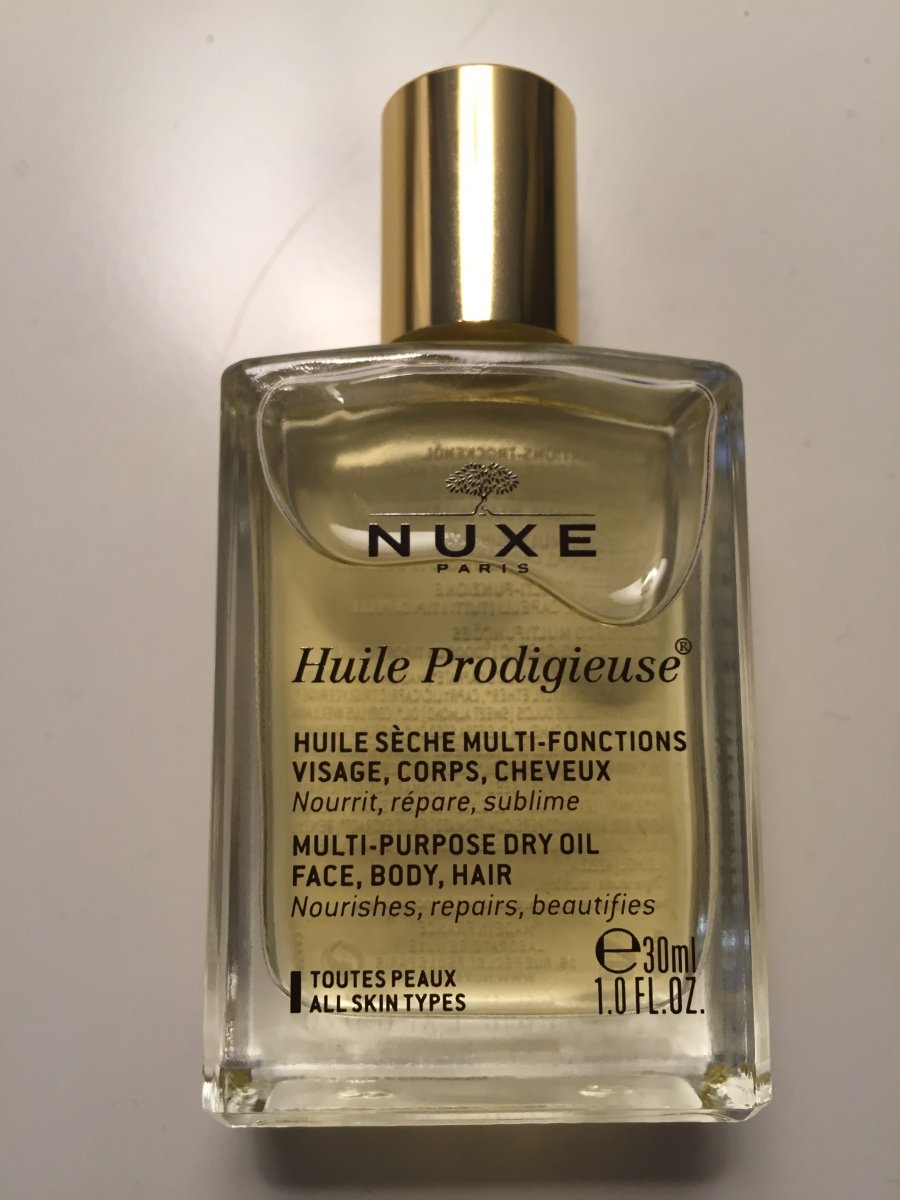 NUXE
PARIS
Huile Prodigieuse®
HUILE SÈCHE MULTI-FONCTIONS
VISAGE, CORPS, CHEVEUX
Nourrit, répare, sublime
MULTI-PURPOSE DRY OIL
FACE, BODY, HAIR
Nourishes, repairs, beautifies
℮30ml
1.0 FL.OZ.
TOUTES PEAUX
ALL SKIN TYPES